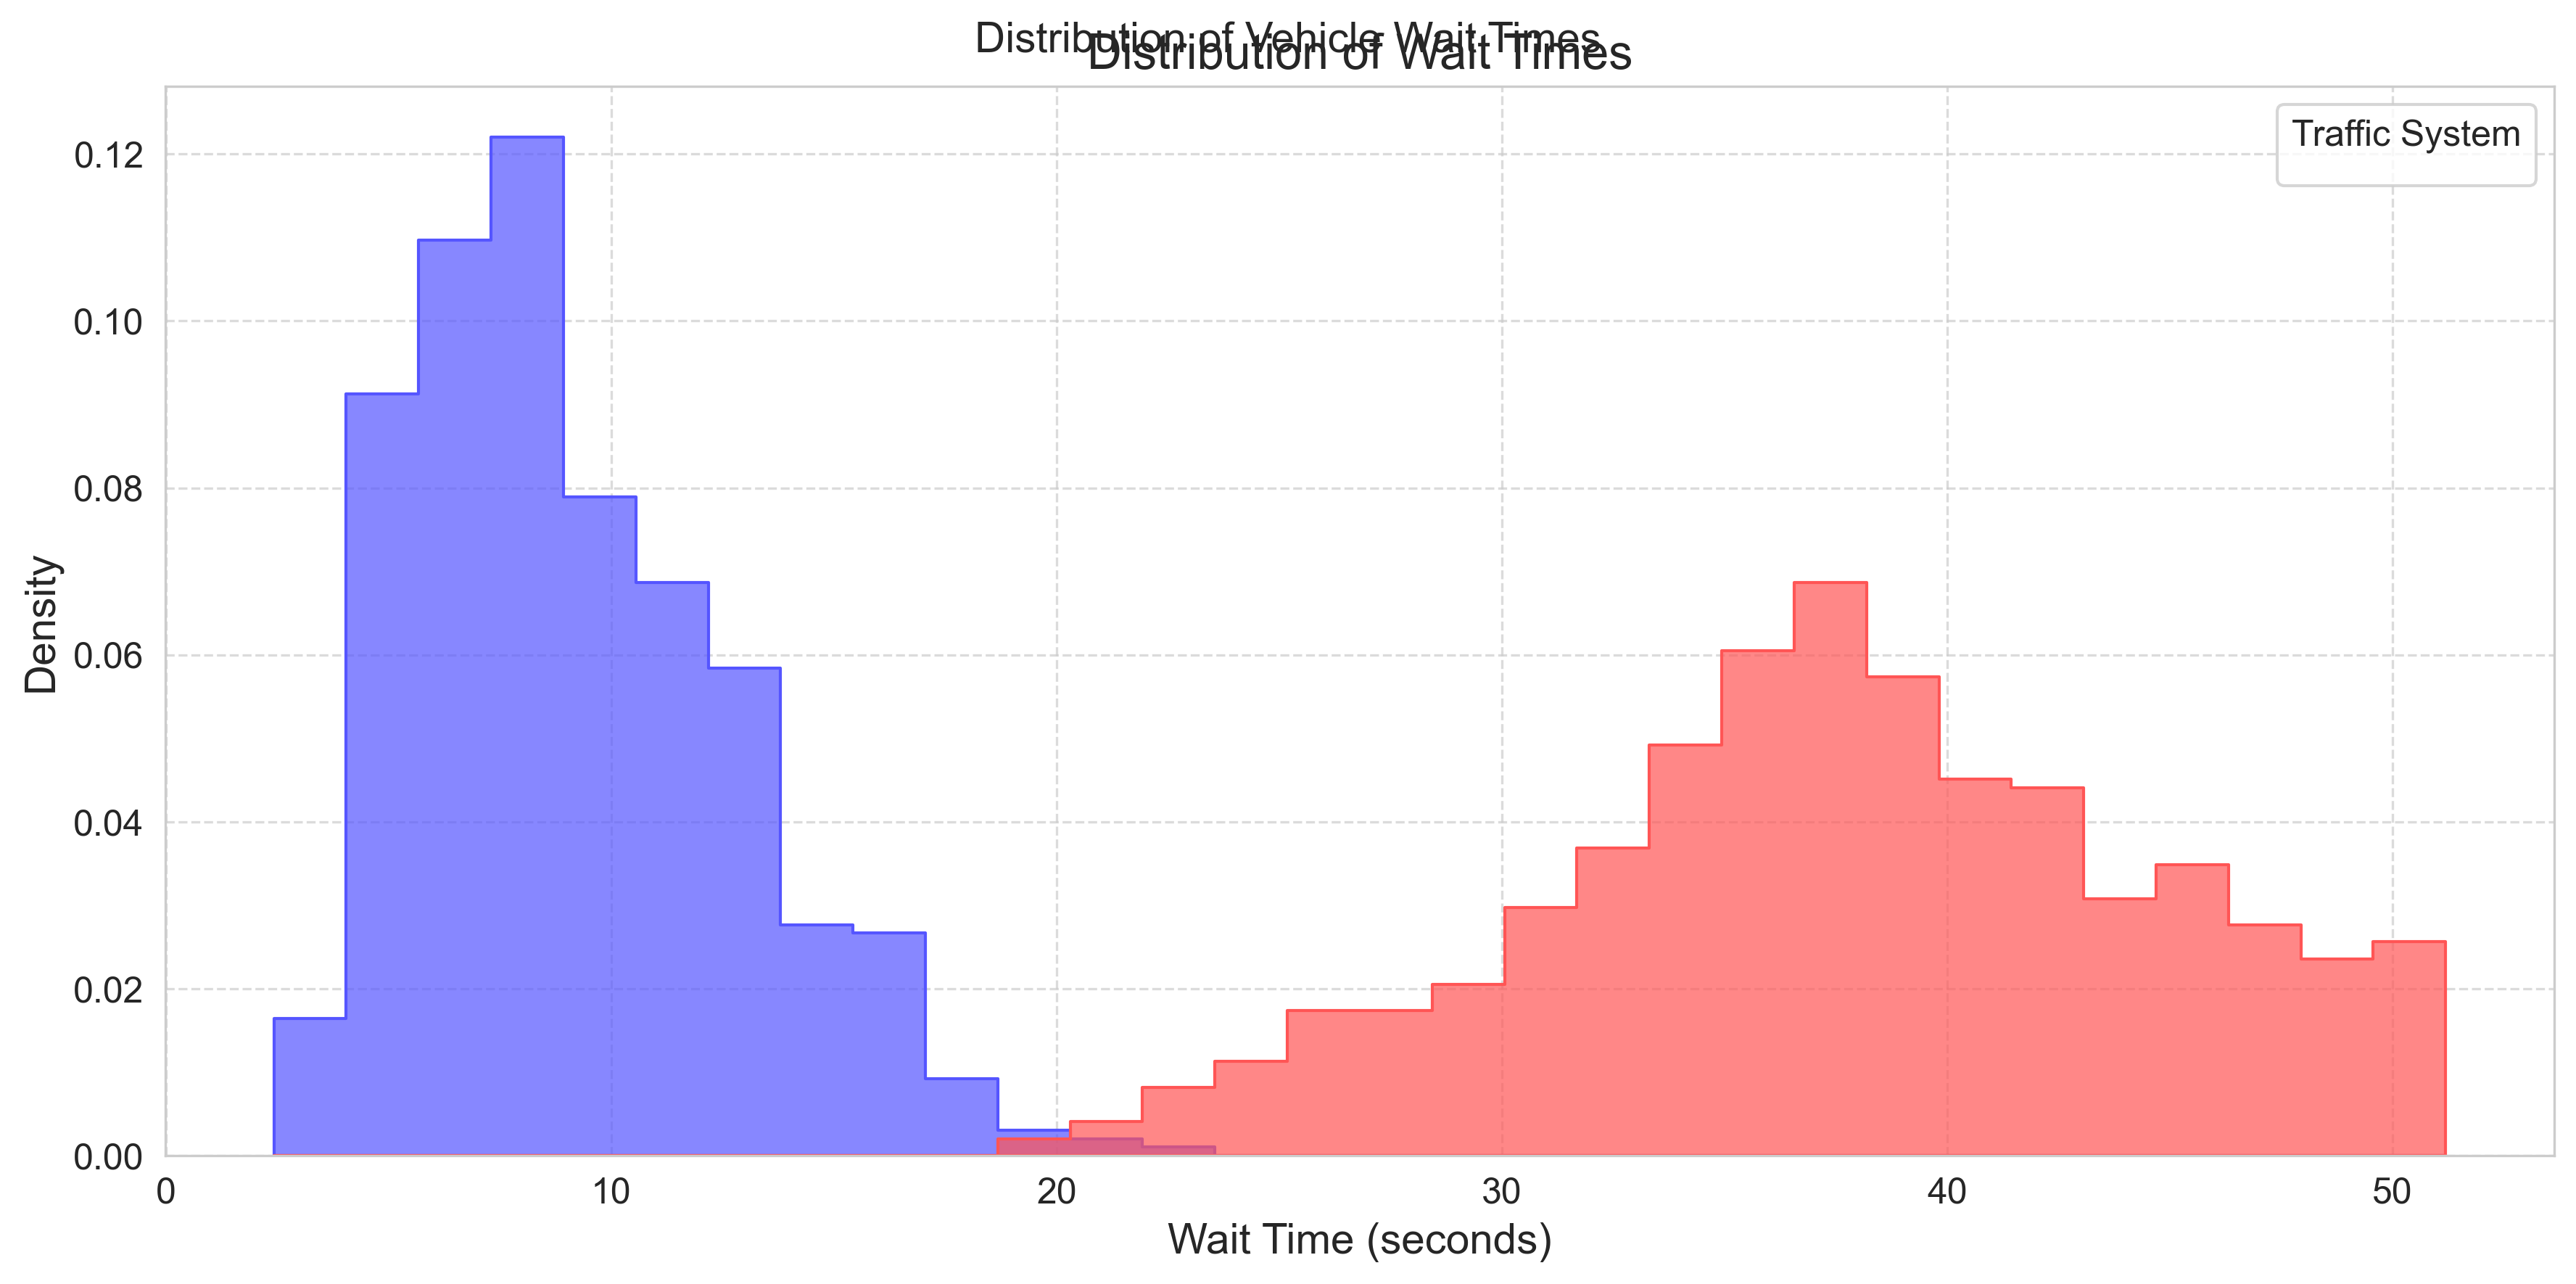 Distribution of Vehicle Wait Times
Distribution of Wait Times
Traffic System
0.12
0.10
0.08
0.06
0.04
0.02
0.00
Density
0 10 20 30 40 50
Wait Time (seconds)